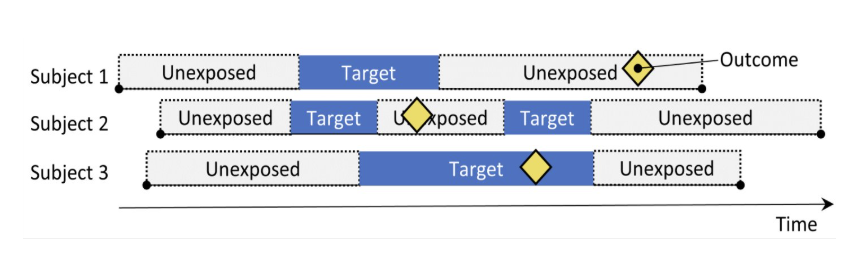 Outcome
Subject 1 Unexposed Target Unexposed
Subject 2 Unexposed Target Unexposed Target Unexposed
Subject 3 Unexposed Target Unexposed
Time